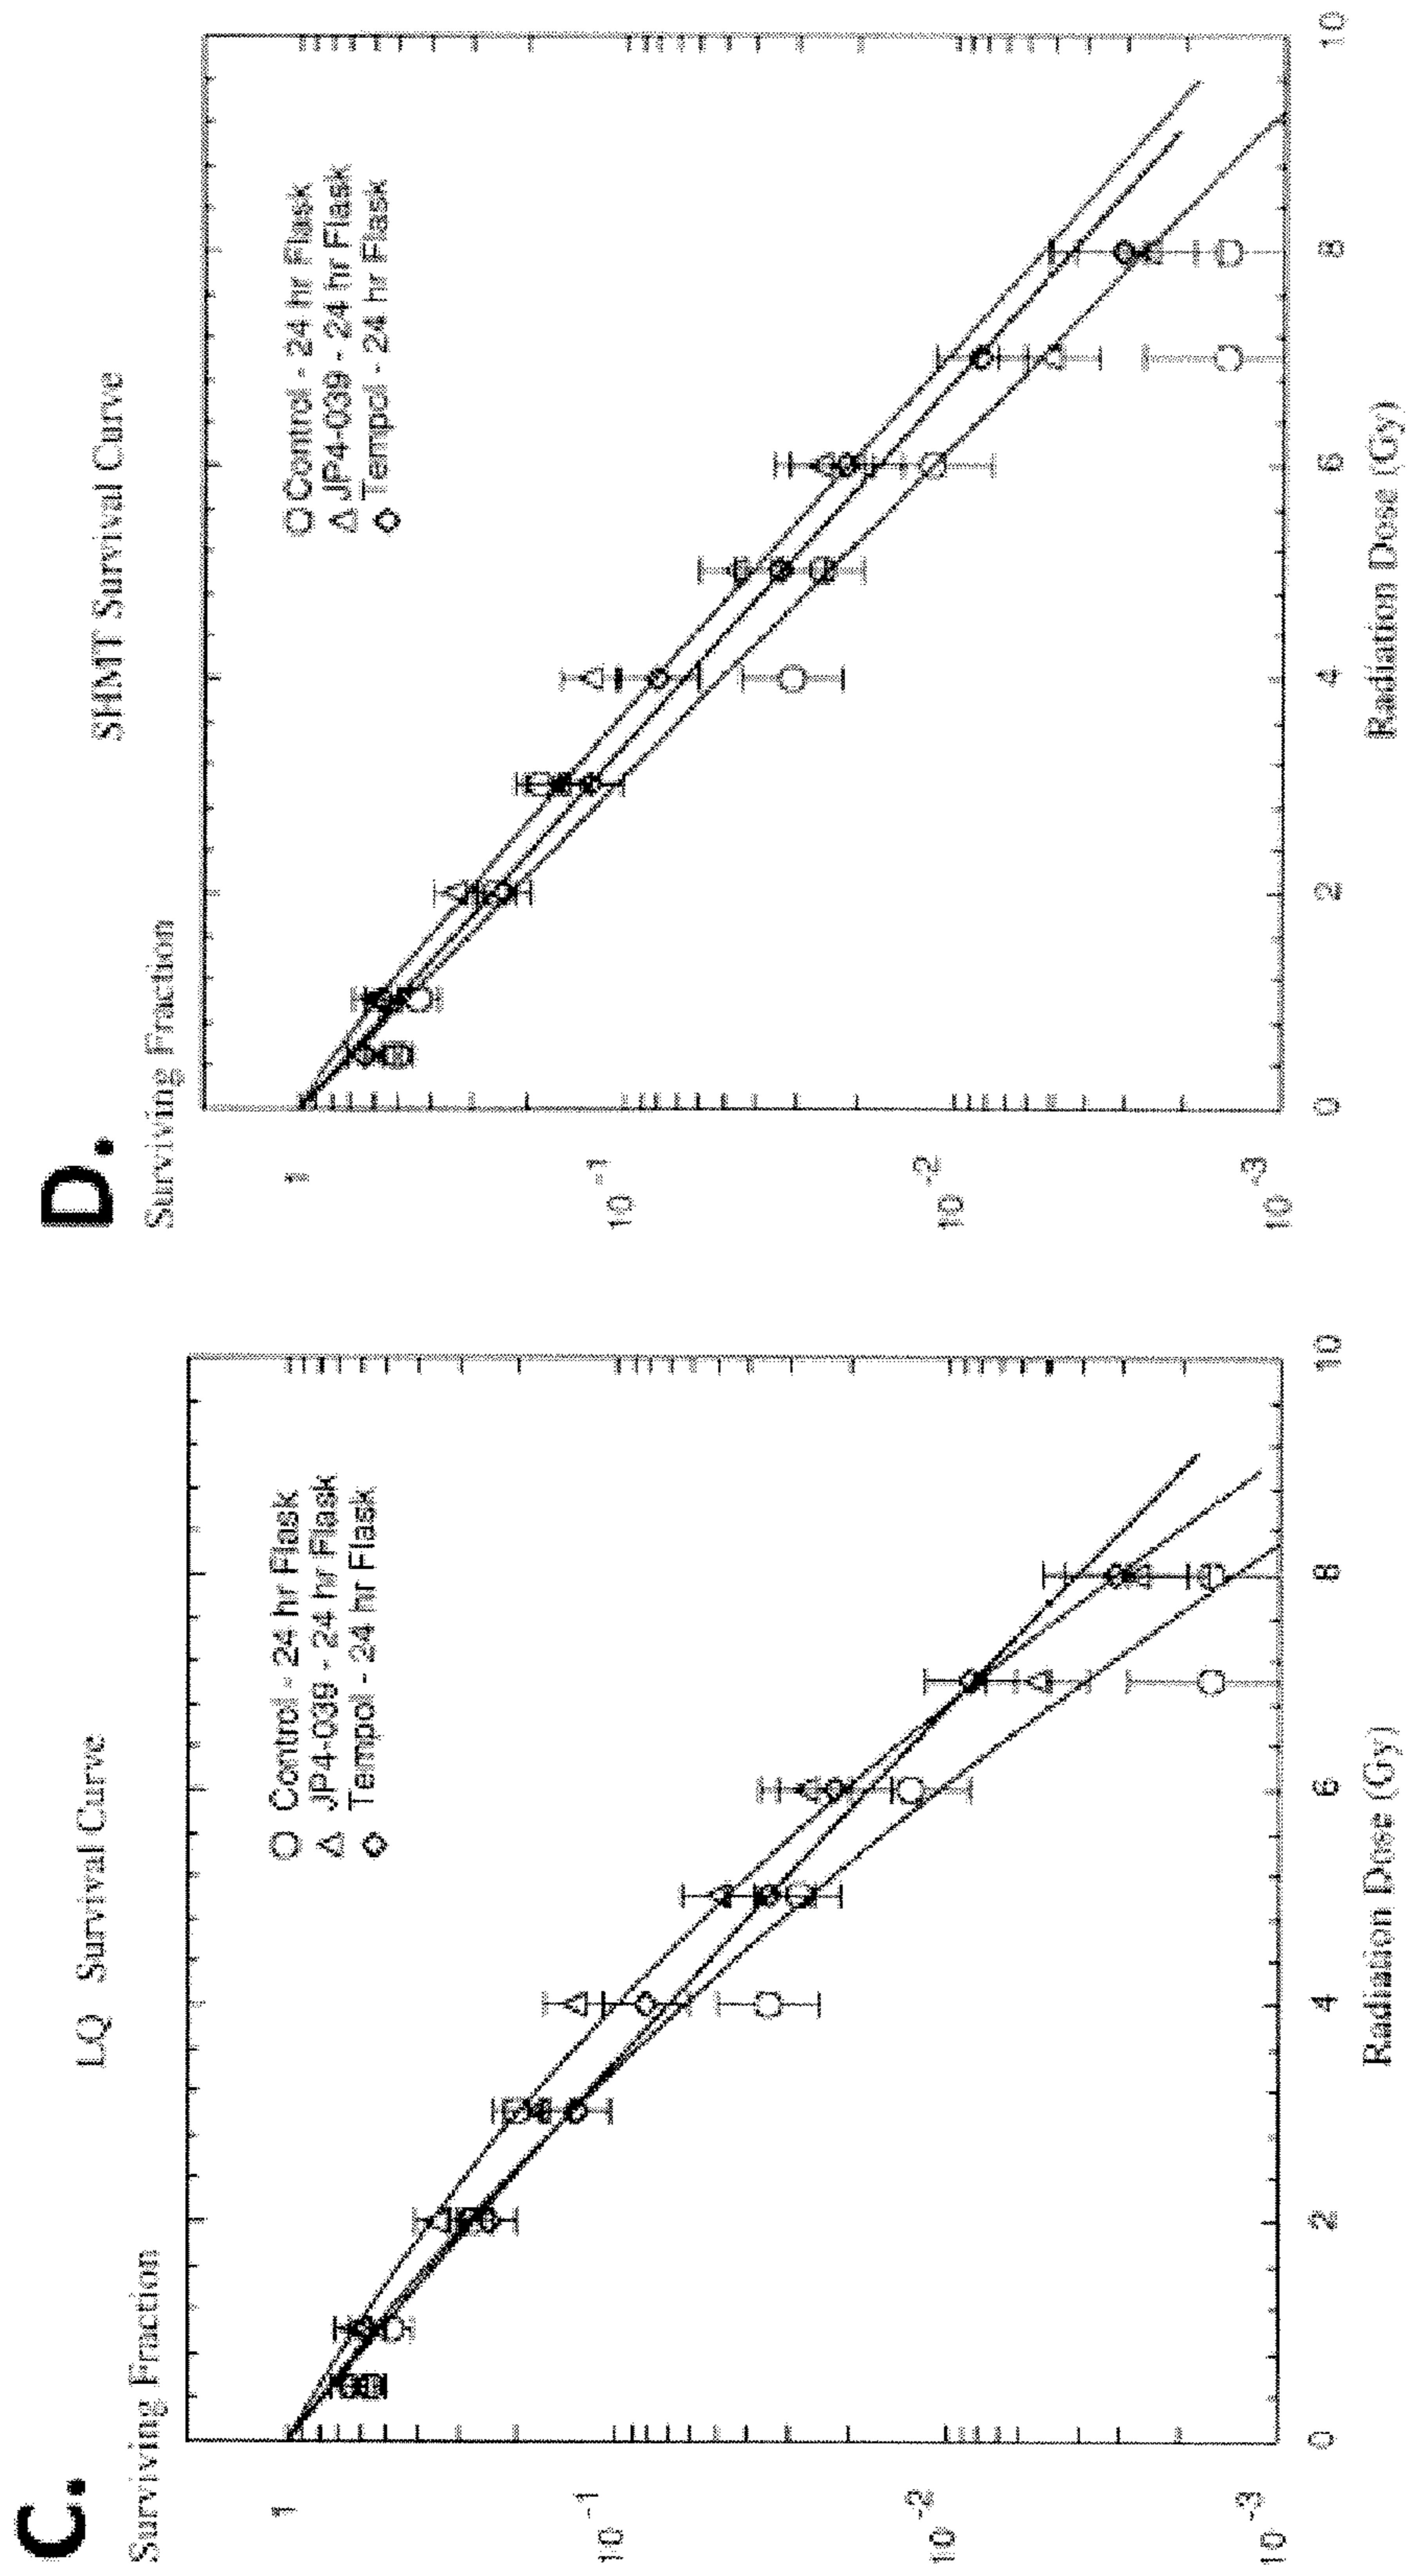 C.
LQ Survival Curve
Surviving Fraction
Control - 24 hr Flask
JP4-039 - 24 hr Flask
Tempol - 24 hr Flask
1
10 -1
10 -2
10 -3
0 2 4 6 8 10
Radiation Dose (Gy)
D.
SHMT Survival Curve
Surviving Fraction
Control - 24 hr Flask
JP4-039 - 24 hr Flask
Tempol - 24 hr Flask
1
10 -1
10 -2
10 -3
0 2 4 6 8 10
Radiation Dose (Gy)